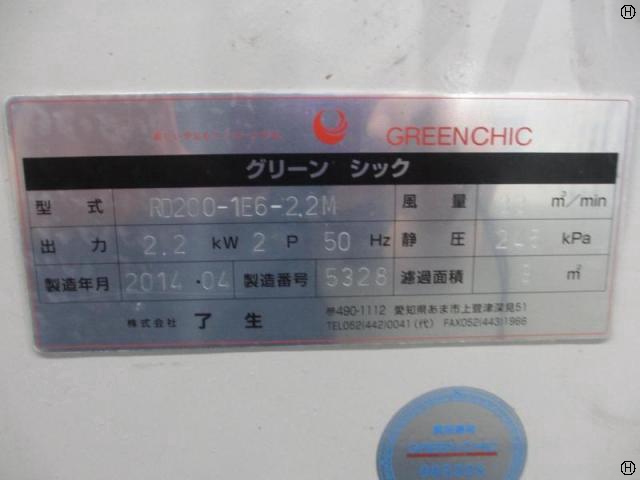 GREENCHIC
グリーン シック
型式 RD200-1E6-2.2M 風量 m³/min
出力 2.2 kW 2 P 50 Hz 静圧 kPa
製造年月 2014・04 製造番号 5328 濾過面積 m²
株式会社 了生
〒490-1112 愛知県あま市上萱津深見51
TEL052(442)0041(代) FAX052(443)1966